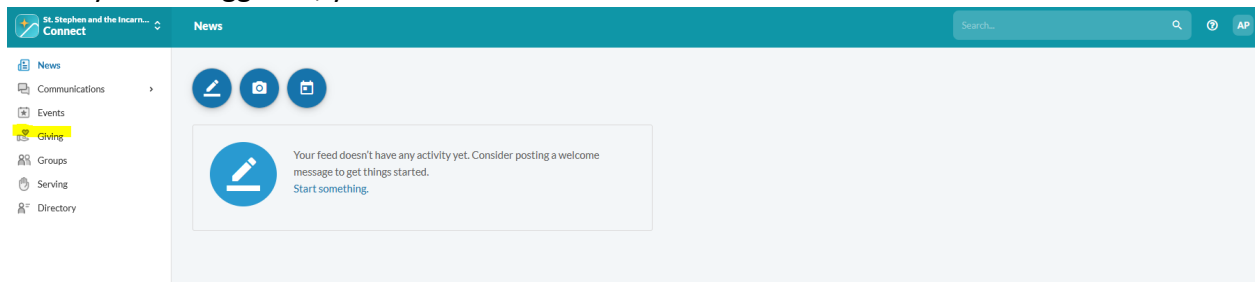 St. Stephen and the Incarn...
Connect
News
Search...
AP
News
Communications
Events
Giving
Groups
Serving
Directory
Your feed doesn't have any activity yet. Consider posting a welcome
message to get things started.
Start something.